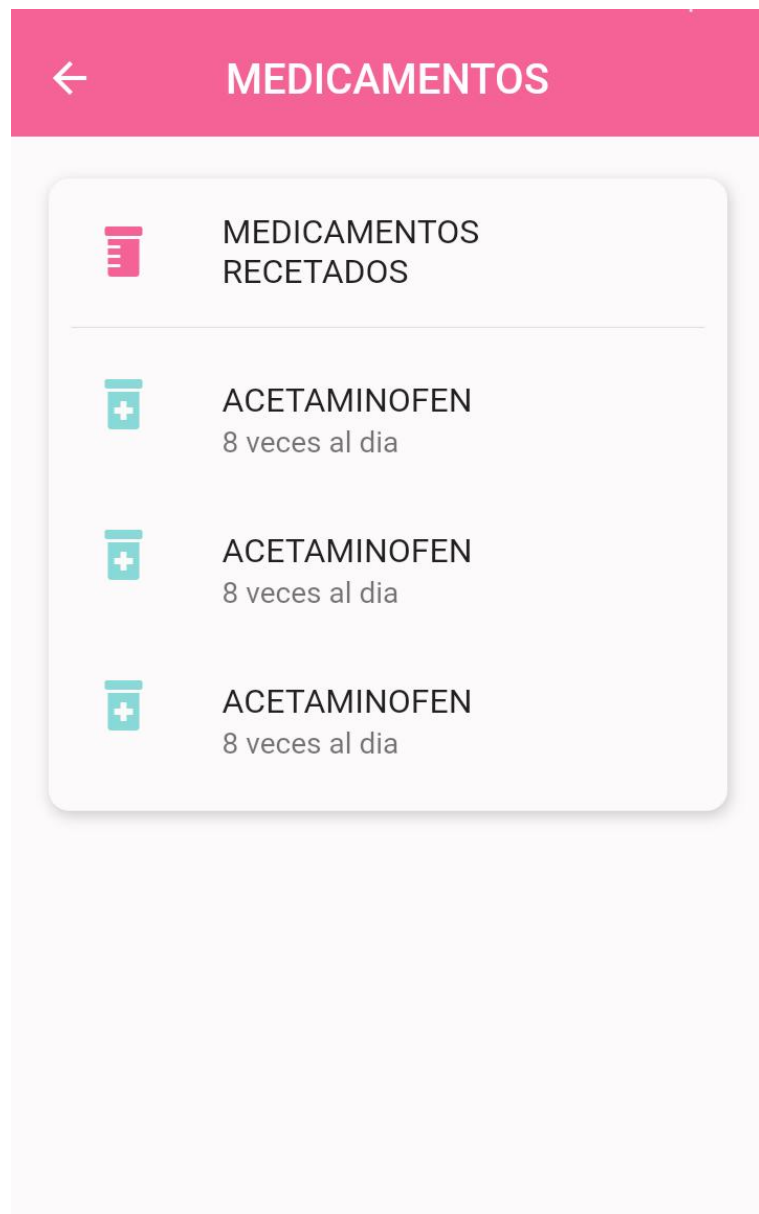 MEDICAMENTOS
MEDICAMENTOS
RECETADOS
ACETAMINOFEN
8 veces al dia
ACETAMINOFEN
8 veces al dia
ACETAMINOFEN
8 veces al dia